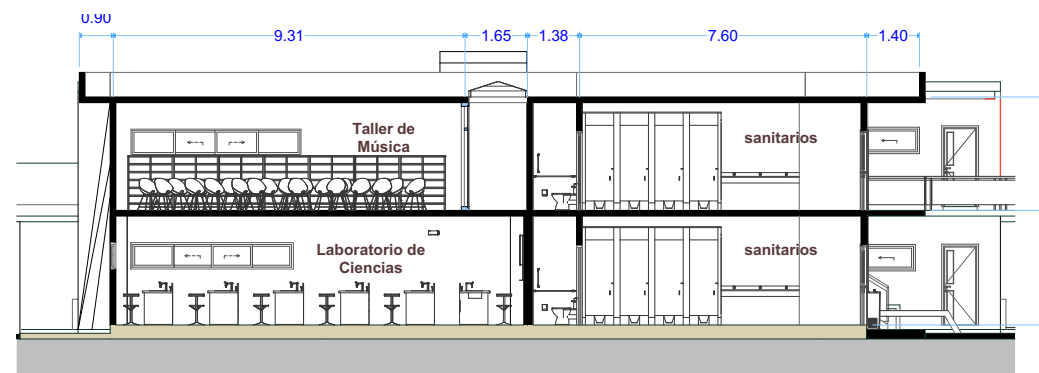 0.90
9.31
1.65
1.38
7.60
1.40
Taller de
Música
sanitarios
Laboratorio de
Ciencias
sanitarios